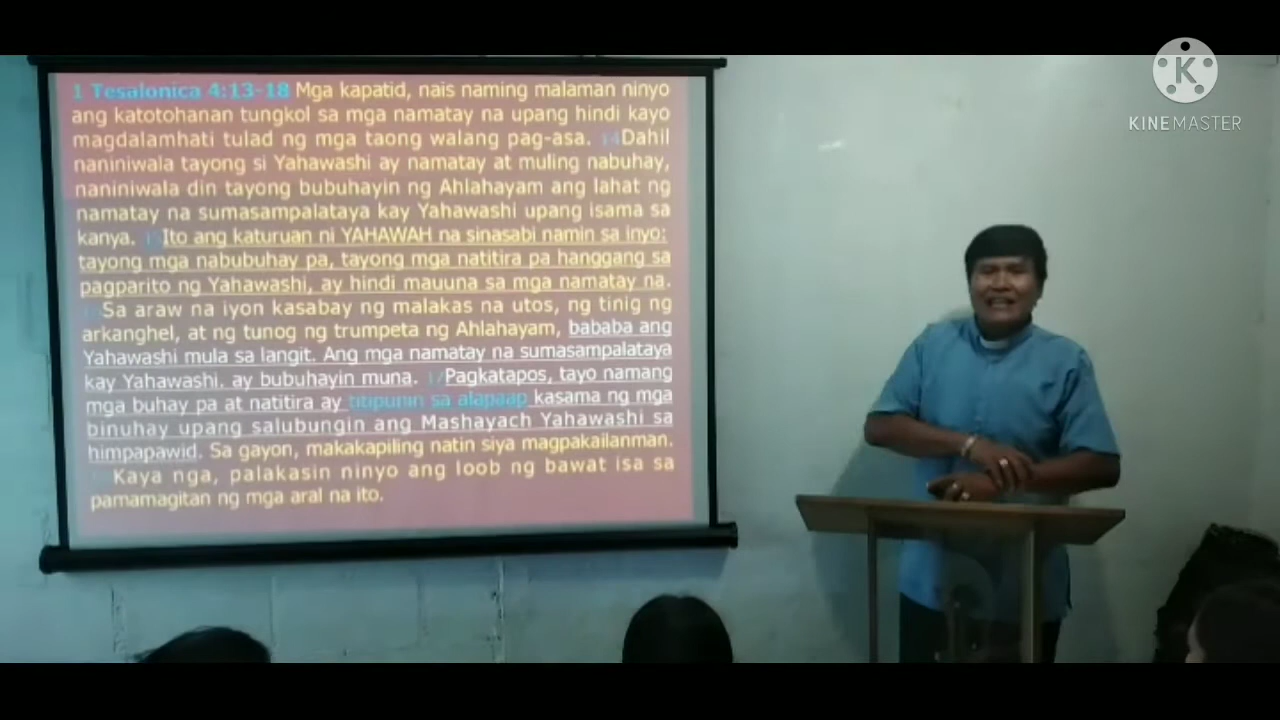 1 Tesalonica 4:13-18 Mga kapatid, nais naming malaman ninyo
ang katotohanan tungkol sa mga namatay na upang hindi kayo
magdalamhati tulad ng mga taong walang pag-asa. 14Dahil
naniniwala tayong si Yahawashi ay namatay at muling nabuhay,
naniniwala din tayong bubuhayin ng Ahlahayam ang lahat ng
namatay na sumasampalataya kay Yahawashi upang isama sa
kanya. 15Ito ang katuruan ni YAHAWAH na sinasabi namin sa inyo:
tayong mga nabubuhay pa, tayong mga natitira pa hanggang sa
pagparito ng Yahawashi, ay hindi mauuna sa mga namatay na.
Sa araw na iyon kasabay ng malakas na utos, ng tinig ng
arkanghel, at ng tunog ng trumpeta ng Ahlahayam, bababa ang
Yahawashi mula sa langit. Ang mga namatay na sumasampalataya
kay Yahawashi. ay bubuhayin muna. 17Pagkatapos, tayo namang
mga buhay pa at natitira ay titipunin sa alapaap kasama ng mga
binuhay upang salubungin ang Mashayach Yahawashi sa
himpapawid. Sa gayon, makakapiling natin siya magpakailanman.
Kaya nga, palakasin ninyo ang loob ng bawat isa sa
pamamagitan ng mga aral na ito.
K
KINEMASTER